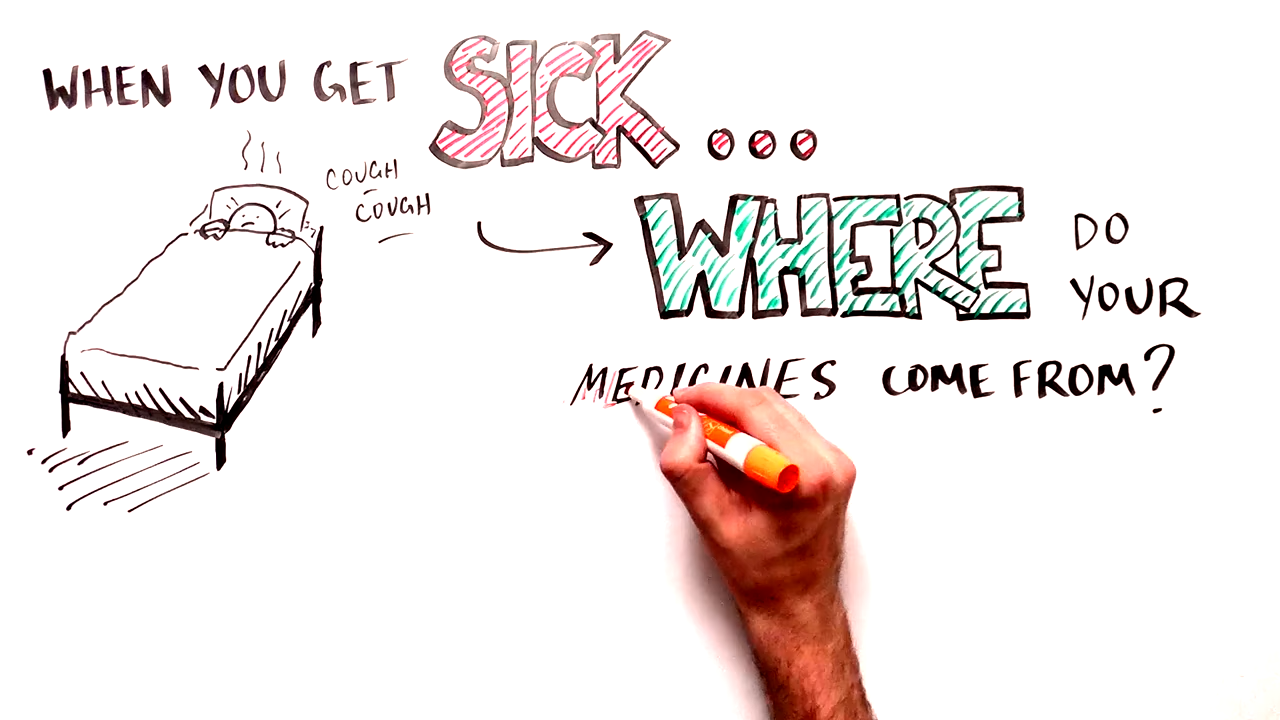 WHEN YOU GET SICK...
COUGH
COUGH
WHERE DO
YOUR
MEDICINES COME FROM?